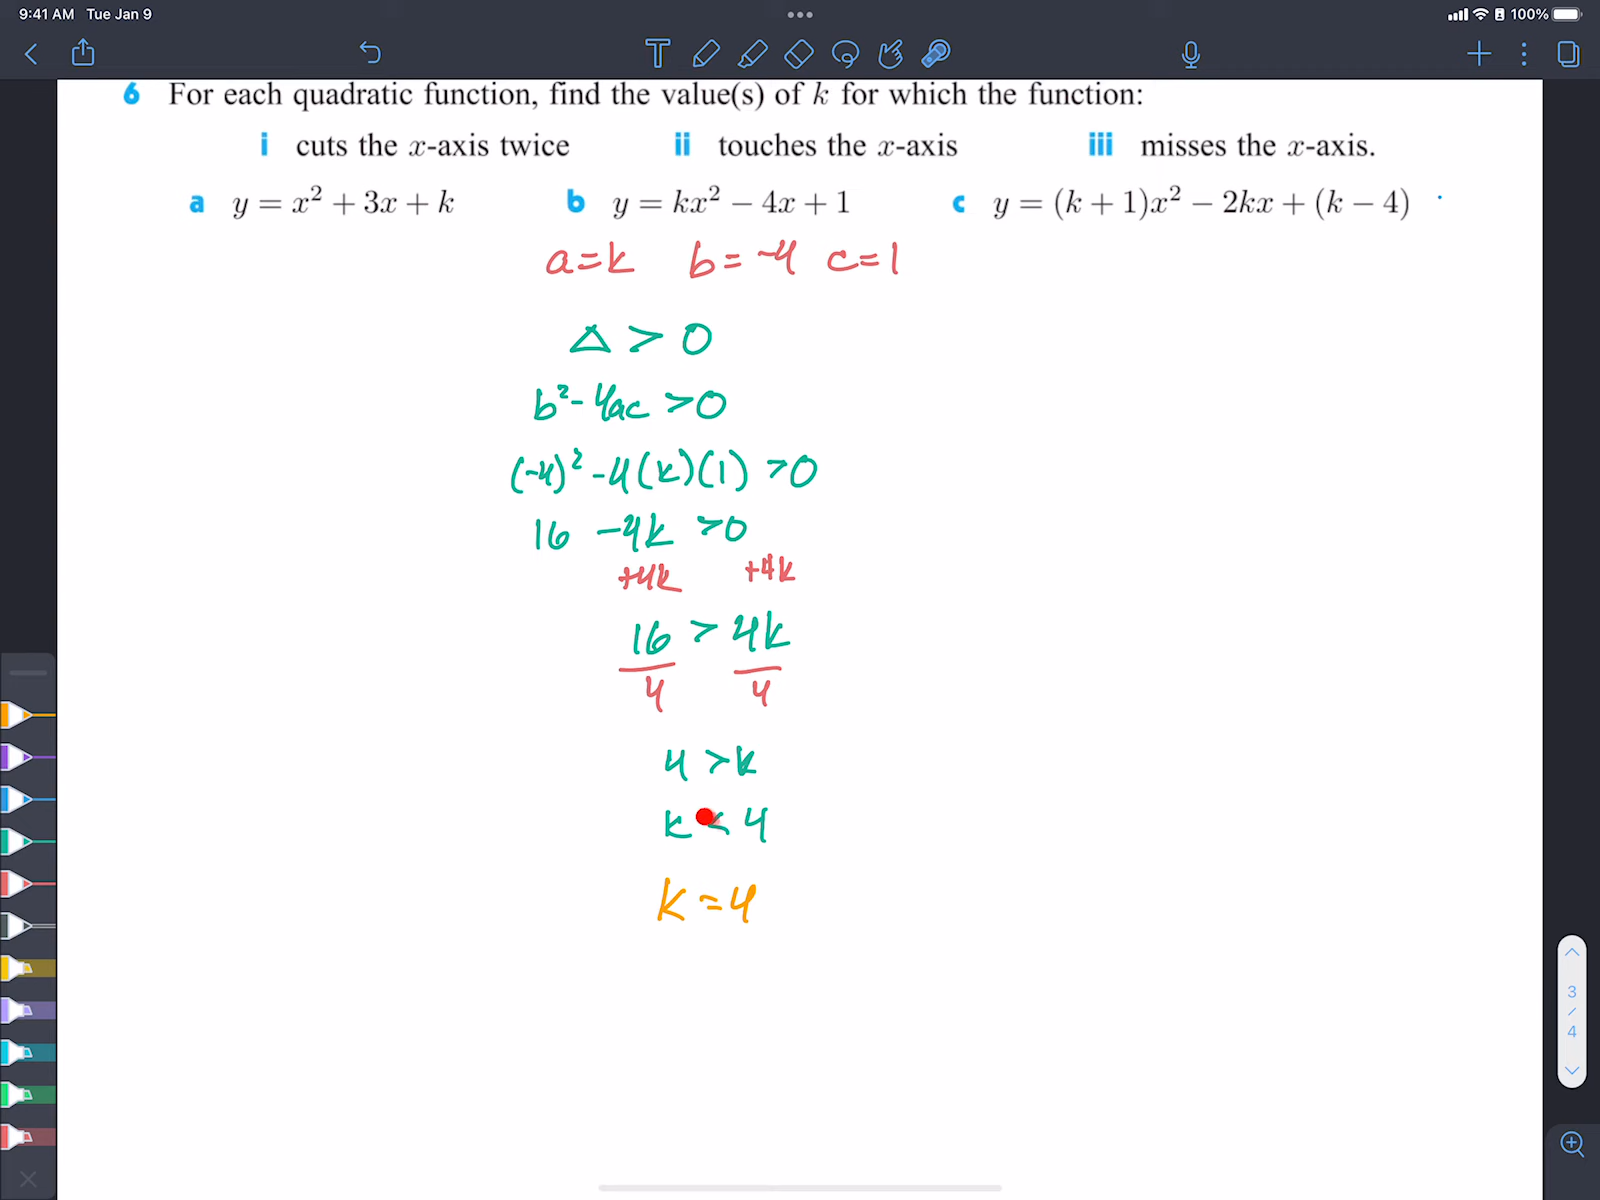 9:41 AM Tue Jan 9
100%
6 For each quadratic function, find the value(s) of k for which the function:
i cuts the x-axis twice ii touches the x-axis iii misses the x-axis.
a y = x² + 3x + k b y = kx² − 4x + 1 c y = (k + 1)x² − 2kx + (k − 4)
a = k b = -4 c = 1
△ > 0
b² - 4ac > 0
(-4)² - 4(k)(1) > 0
16 - 4k > 0
+4k +4k
16 > 4k
4 4
4 > k
k < 4
k = 4
3
/
4